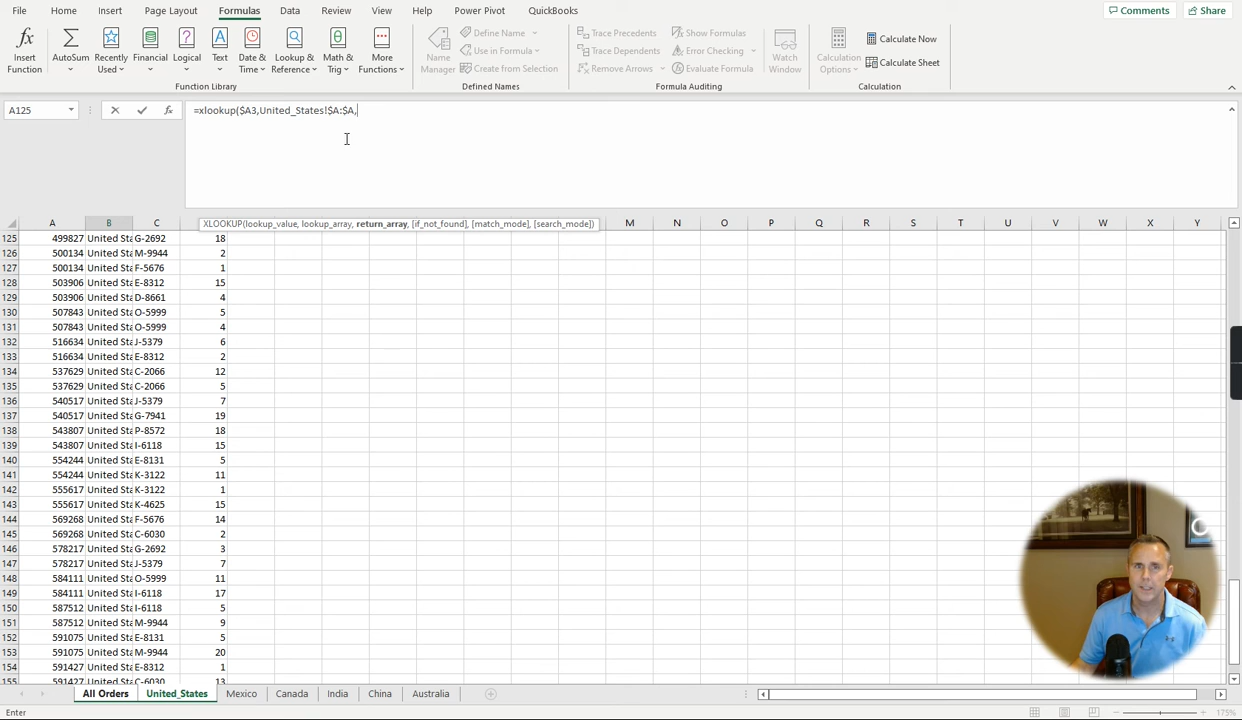 File Home Insert Page Layout Formulas Data Review View Help Power Pivot QuickBooks Comments Share
Insert Function
AutoSum
Recently Used
Financial
Logical
Text
Date & Time
Lookup & Reference
Math & Trig
More Functions
Function Library
Name Manager
Define Name
Use in Formula
Create from Selection
Defined Names
Trace Precedents
Trace Dependents
Remove Arrows
Show Formulas
Error Checking
Evaluate Formula
Formula Auditing
Watch Window
Calculation Options
Calculate Now
Calculate Sheet
Calculation
A125 fx =xlookup($A3,United_States!$A:$A,
XLOOKUP(lookup_value, lookup_array, return_array, [if_not_found], [match_mode], [search_mode])
A B C M N O P Q R S T U V W X Y
125 499827 United Sta G-2692 18
126 500134 United Sta M-9944 2
127 500134 United Sta F-5676 1
128 503906 United Sta E-8312 15
129 503906 United Sta D-8661 4
130 507843 United Sta O-5999 5
131 507843 United Sta O-5999 4
132 516634 United Sta J-5379 6
133 516634 United Sta E-8312 2
134 537629 United Sta C-2066 12
135 537629 United Sta C-2066 5
136 540517 United Sta J-5379 7
137 540517 United Sta G-7941 19
138 543807 United Sta P-8572 18
139 543807 United Sta I-6118 15
140 554244 United Sta E-8131 5
141 554244 United Sta K-3122 11
142 555617 United Sta K-3122 1
143 555617 United Sta K-4625 15
144 569268 United Sta F-5676 14
145 569268 United Sta C-6030 2
146 578217 United Sta G-2692 3
147 578217 United Sta J-5379 7
148 584111 United Sta O-5999 11
149 584111 United Sta I-6118 17
150 587512 United Sta I-6118 5
151 587512 United Sta M-9944 9
152 591075 United Sta E-8131 5
153 591075 United Sta M-9944 20
154 591427 United Sta E-8312 1
155 591427 United Sta C-6030 13
All Orders United_States Mexico Canada India China Australia
Enter 175%